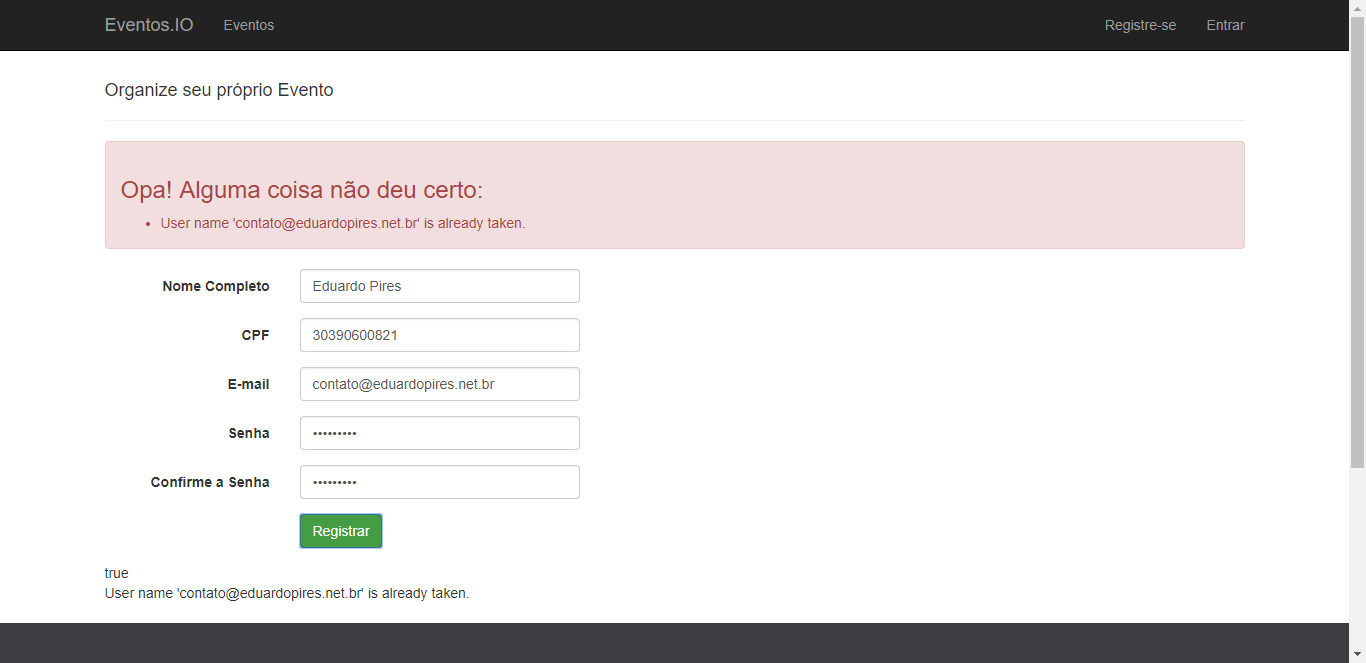 Eventos.IO Eventos Registre-se Entrar
Organize seu próprio Evento
Opa! Alguma coisa não deu certo:
• User name 'contato@eduardopires.net.br' is already taken.
Nome Completo Eduardo Pires
CPF 30390600821
E-mail contato@eduardopires.net.br
Senha •••••••••
Confirme a Senha •••••••••
Registrar
true
User name 'contato@eduardopires.net.br' is already taken.